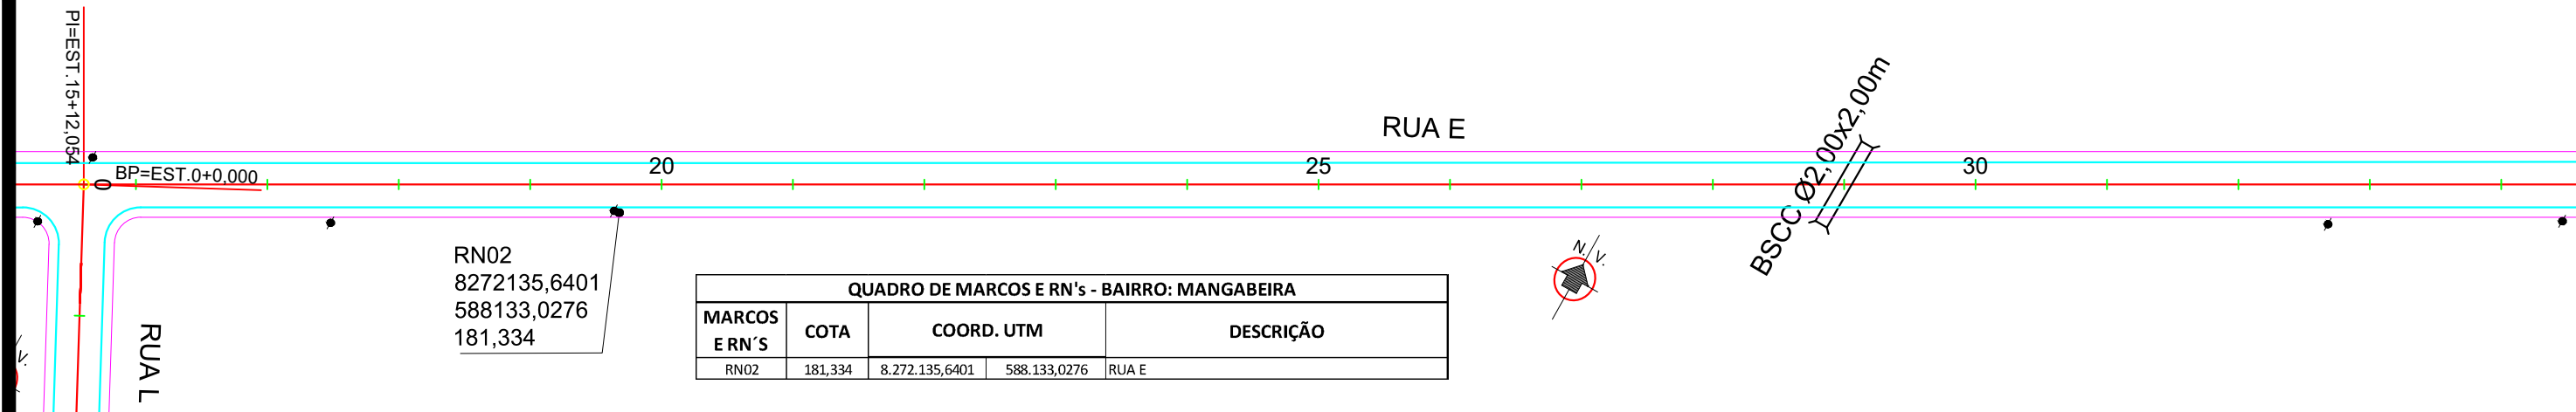 PI=EST.15+12,054
BP=EST.0+0,000
0
20
25
30
RUA E
BSCC Ø2,00x2,00m
RN02
8272135,6401
588133,0276
181,334
RUA L
V.
N. V.
QUADRO DE MARCOS E RN's - BAIRRO: MANGABEIRA
MARCOS E RN´S COTA COORD. UTM DESCRIÇÃO
RN02 181,334 8.272.135,6401 588.133,0276 RUA E